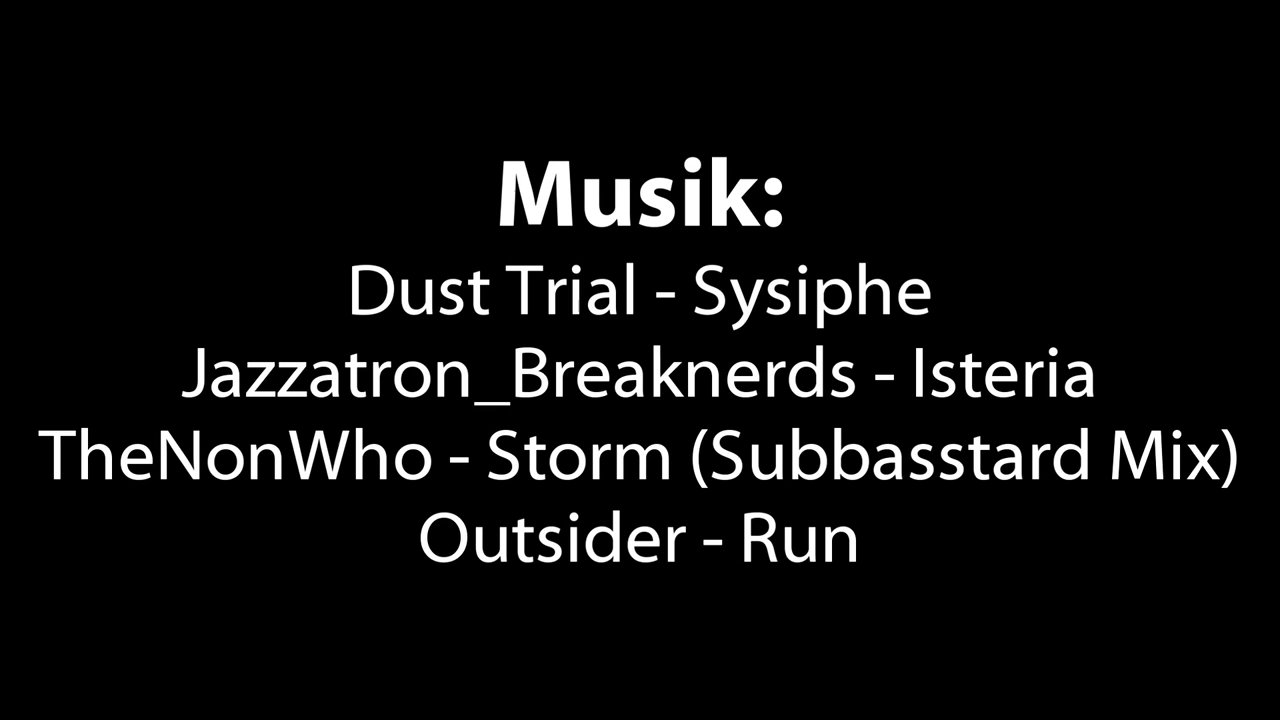 Musik:
Dust Trial - Sysiphe
Jazzatron_Breaknerds - Isteria
TheNonWho - Storm (Subbasstard Mix)
Outsider - Run